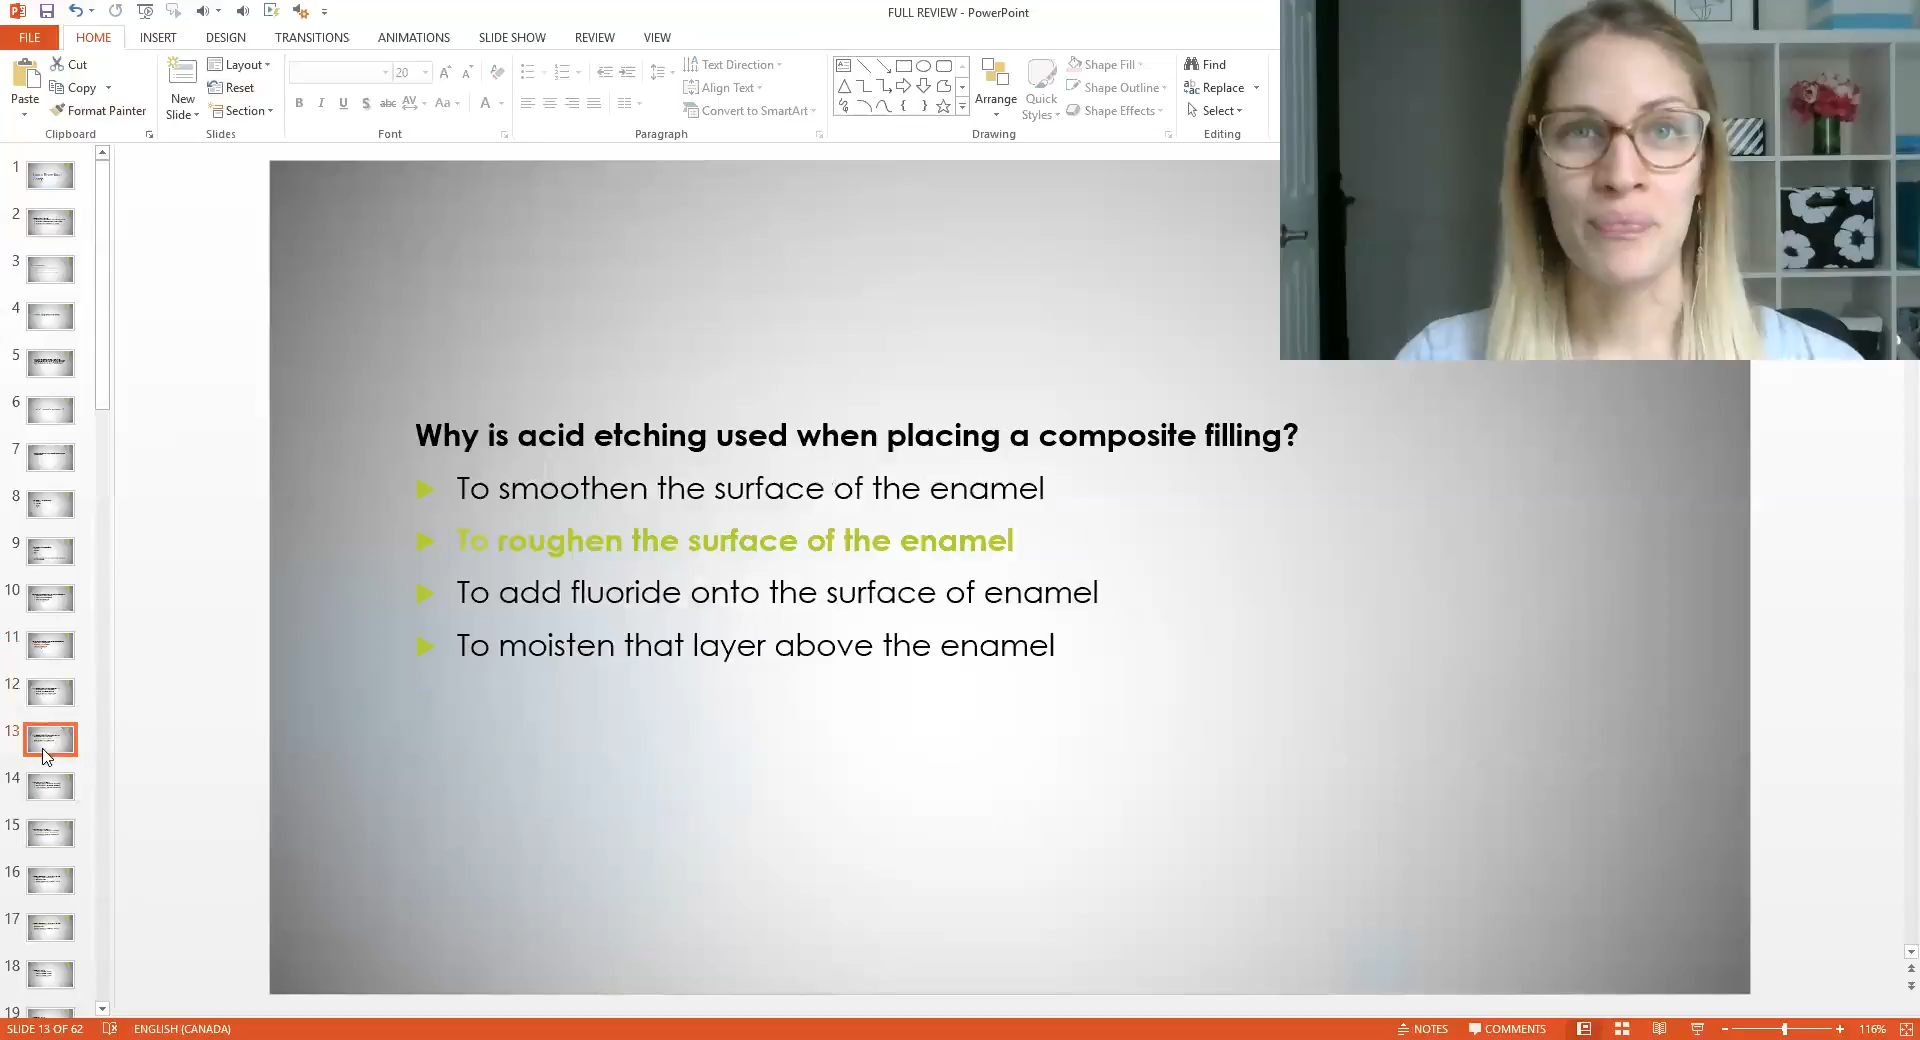 FULL REVIEW - PowerPoint
FILE
HOME
INSERT
DESIGN
TRANSITIONS
ANIMATIONS
SLIDE SHOW
REVIEW
VIEW
Paste
Cut
Copy
Format Painter
Clipboard
New
Slide
Layout
Reset
Section
Slides
20
Font
Text Direction
Align Text
Convert to SmartArt
Paragraph
Arrange
Quick
Styles
Shape Fill
Shape Outline
Shape Effects
Drawing
Find
Replace
Select
Editing
1
2
3
4
5
6
7
8
9
10
11
12
13
14
15
16
17
18
19
Why is acid etching used when placing a composite filling?
To smoothen the surface of the enamel
To roughen the surface of the enamel
To add fluoride onto the surface of enamel
To moisten that layer above the enamel
SLIDE 13 OF 62
ENGLISH (CANADA)
NOTES
COMMENTS
116%